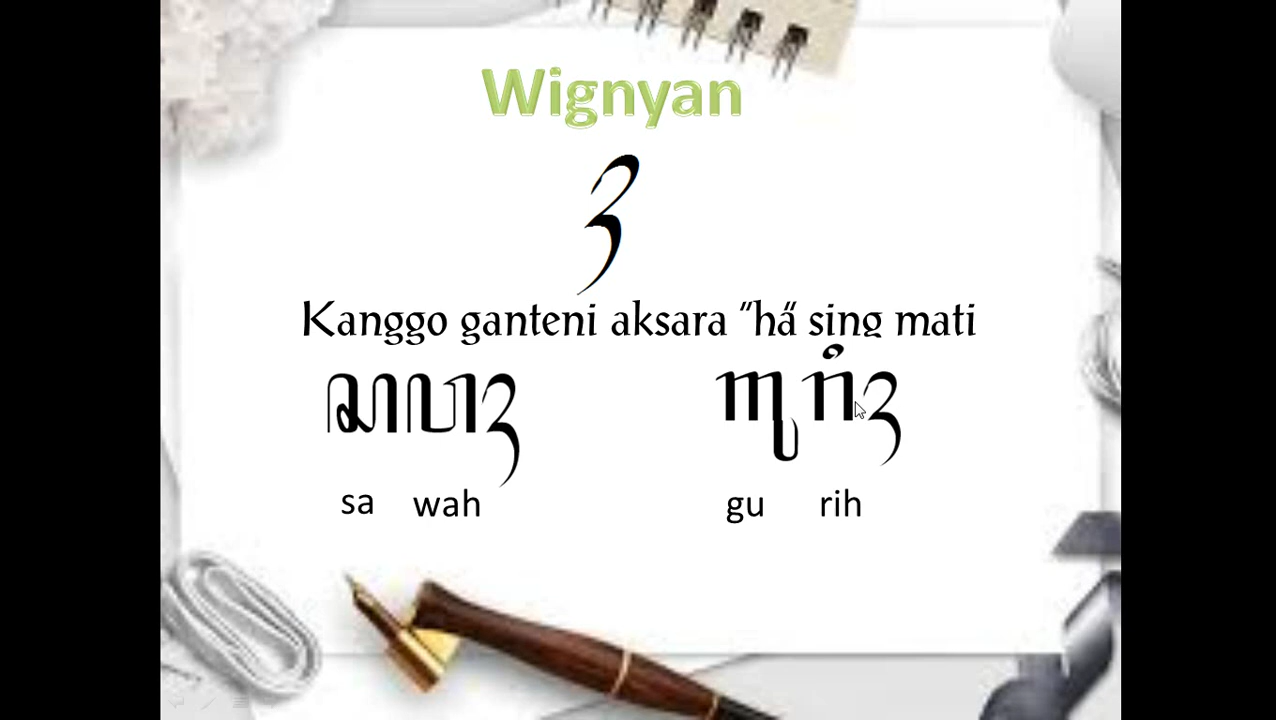 Wignyan
ꦃ
Kanggo ganteni aksara "ha" sing mati
ꦱꦮꦃ ꦒꦸꦫꦶꦃ
sa wah gu rih